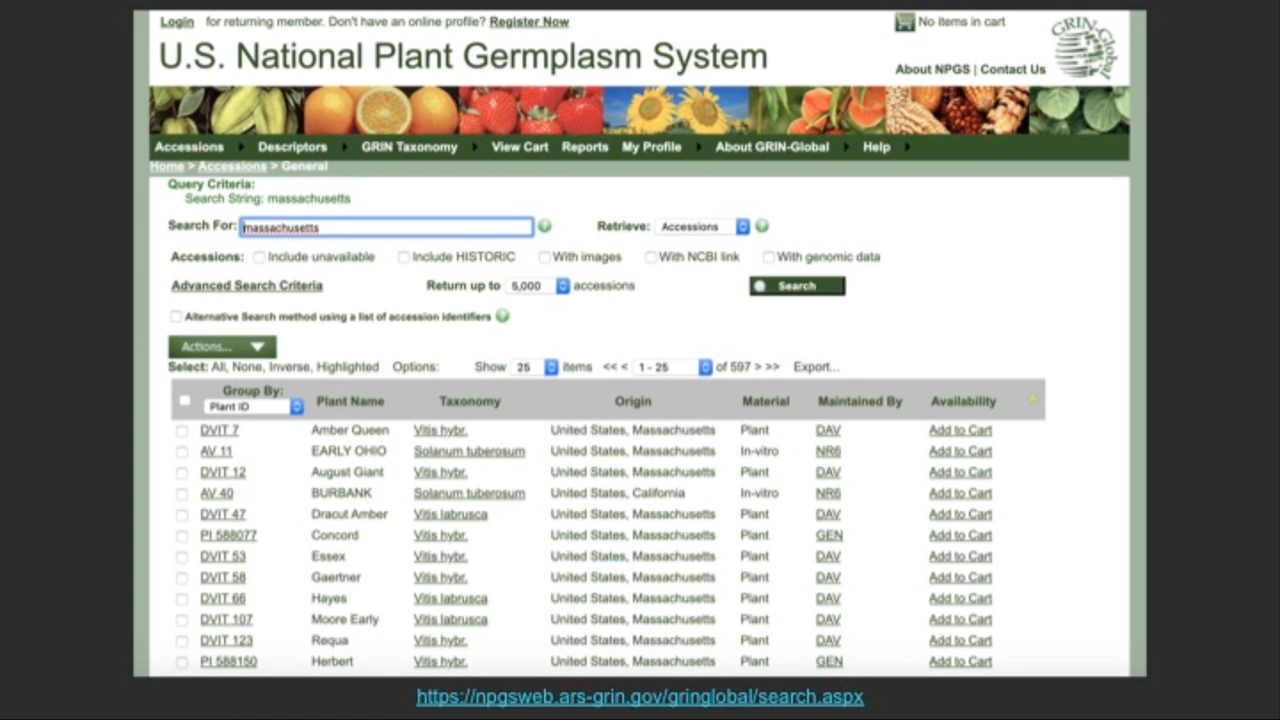 Login for returning member. Don't have an online profile? Register Now
No items in cart
U.S. National Plant Germplasm System
GRIN-Global
About NPGS | Contact Us
Accessions Descriptors GRIN Taxonomy View Cart Reports My Profile About GRIN-Global Help
Home > Accessions > General
Query Criteria:
Search String: massachusetts
Search For: massachusetts ? Retrieve: Accessions ?
Accessions: Include unavailable Include HISTORIC With images With NCBI link With genomic data
Advanced Search Criteria Return up to 5,000 accessions Search
Alternative Search method using a list of accession identifiers ?
Actions...
Select: All, None, Inverse, Highlighted Options: Show 25 items << < 1 - 25 of 597 > >> Export...
Group By:
Plant ID Plant Name Taxonomy Origin Material Maintained By Availability
DVIT 7 Amber Queen Vitis hybr. United States, Massachusetts Plant DAV Add to Cart
AV 11 EARLY OHIO Solanum tuberosum United States, Massachusetts In-vitro NR6 Add to Cart
DVIT 12 August Giant Vitis hybr. United States, Massachusetts Plant DAV Add to Cart
AV 40 BURBANK Solanum tuberosum United States, California In-vitro NR6 Add to Cart
DVIT 47 Dracut Amber Vitis labrusca United States, Massachusetts Plant DAV Add to Cart
PI 588077 Concord Vitis hybr. United States, Massachusetts Plant GEN Add to Cart
DVIT 53 Essex Vitis hybr. United States, Massachusetts Plant DAV Add to Cart
DVIT 58 Gaertner Vitis hybr. United States, Massachusetts Plant DAV Add to Cart
DVIT 66 Hayes Vitis labrusca United States, Massachusetts Plant DAV Add to Cart
DVIT 107 Moore Early Vitis labrusca United States, Massachusetts Plant DAV Add to Cart
DVIT 123 Requa Vitis hybr. United States, Massachusetts Plant DAV Add to Cart
PI 588150 Herbert Vitis hybr. United States, Massachusetts Plant GEN Add to Cart
https://npgsweb.ars-grin.gov/gringlobal/search.aspx